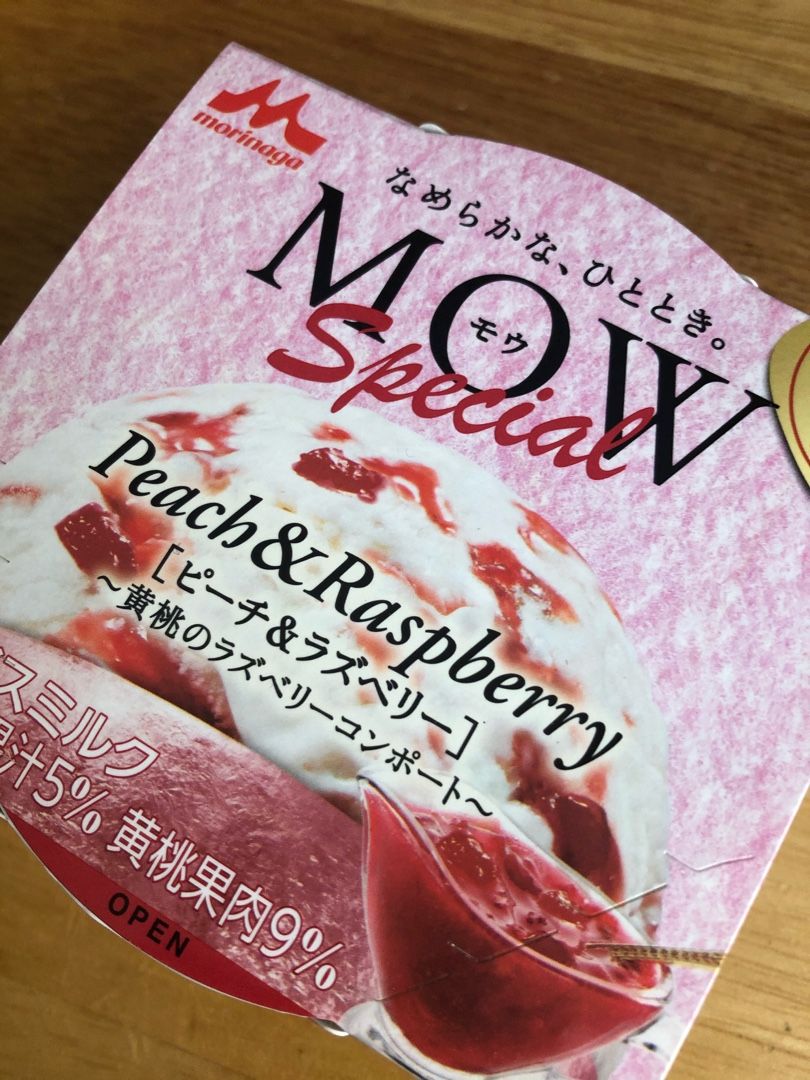 morinaga
なめらかな、ひととき。
MOW
モウ
Special
Peach&Raspberry
[ピーチ&ラズベリー]
~黄桃のラズベリーコンポート~
スミルク
果汁5% 黄桃果肉9%
OPEN